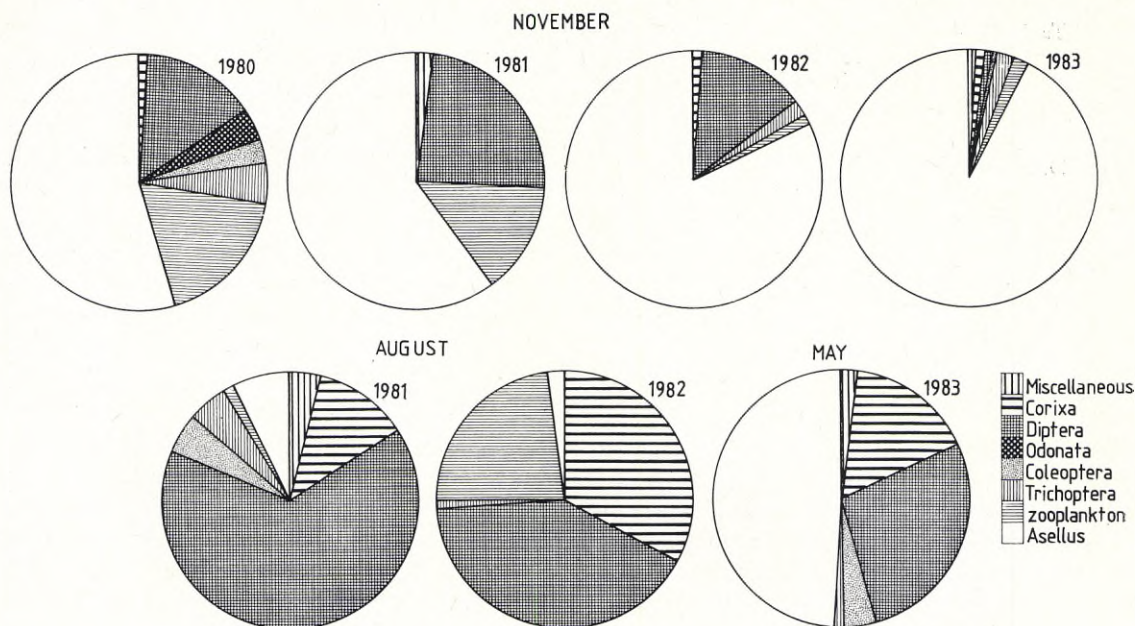 NOVEMBER
1980
1981
1982
1983
AUGUST
MAY
1981
1982
1983
Miscellaneous
Corixa
Diptera
Odonata
Coleoptera
Trichoptera
zooplankton
Asellus